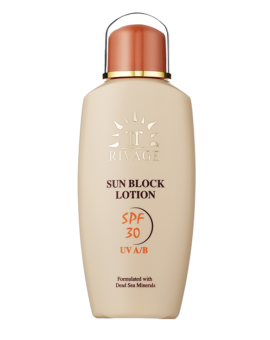 RIVAGE
SUN BLOCK
LOTION
SPF
30
UV A/B
Formulated with
Dead Sea Minerals